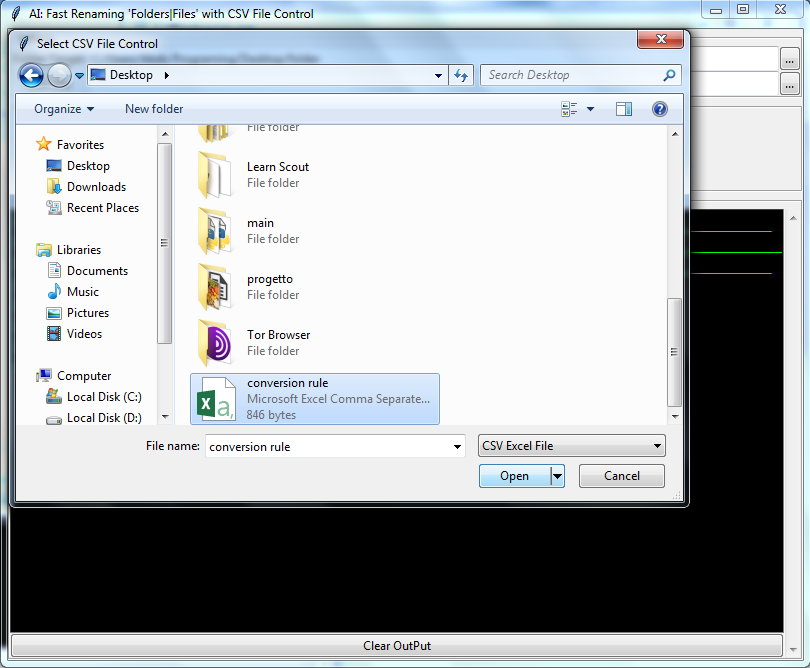 AI: Fast Renaming 'Folders|Files' with CSV File Control
Select CSV File Control
Desktop
Search Desktop
Organize
New folder
Favorites
Desktop
Downloads
Recent Places
Libraries
Documents
Music
Pictures
Videos
Computer
Local Disk (C:)
Local Disk (D:)
File folder
Learn Scout
File folder
main
File folder
progetto
File folder
Tor Browser
File folder
conversion rule
Microsoft Excel Comma Separate...
846 bytes
File name:
conversion rule
CSV Excel File
Open
Cancel
...
...
Clear OutPut